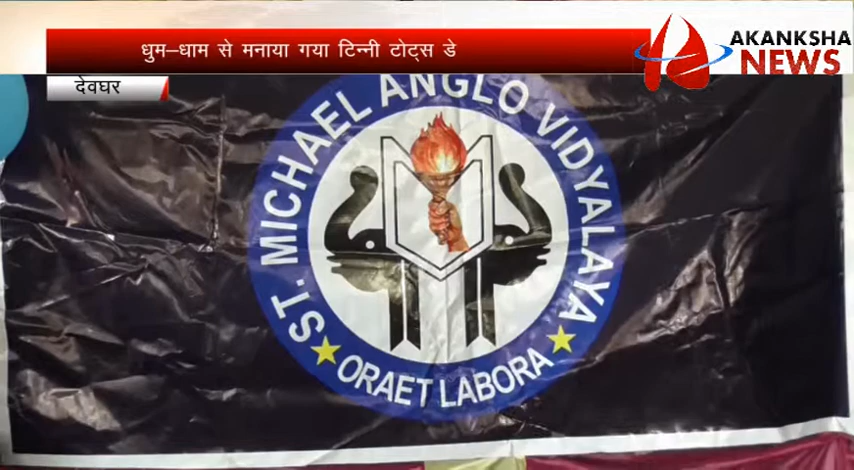 धुम–धाम से मनाया गया टिन्नी टोट्स डे
AKANKSHA
NEWS
देवघर
ST. MICHAEL ANGLO VIDYALAYA
ORAET LABORA